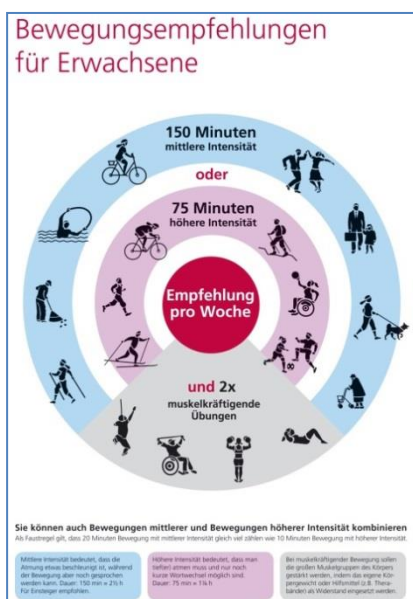 Bewegungsempfehlungen
für Erwachsene
150 Minuten
mittlere Intensität
oder
75 Minuten
höhere Intensität
Empfehlung
pro Woche
und 2x
muskelkräftigende
Übungen
Sie können auch Bewegungen mittlerer und Bewegungen höherer Intensität kombinieren
Als Faustregel gilt, dass 20 Minuten Bewegung mit mittlerer Intensität gleich viel zählen wie 10 Minuten Bewegung mit höherer Intensität.
Mittlere Intensität bedeutet, dass die
Atmung etwas beschleunigt ist, während
der Bewegung aber noch gesprochen
werden kann. Dauer: 150 min = 2½ h
Für Einsteiger empfohlen.
Höhere Intensität bedeutet, dass man
tief(er) atmen muss und nur noch
kurze Wortwechsel möglich sind.
Dauer: 75 min = 1¼ h
Bei muskelkräftigender Bewegung sollen
die großen Muskelgruppen des Körpers
gestärkt werden, indem das eigene Kör-
pergewicht oder Hilfsmittel (z.B. Thera-
bänder) als Widerstand eingesetzt werden.